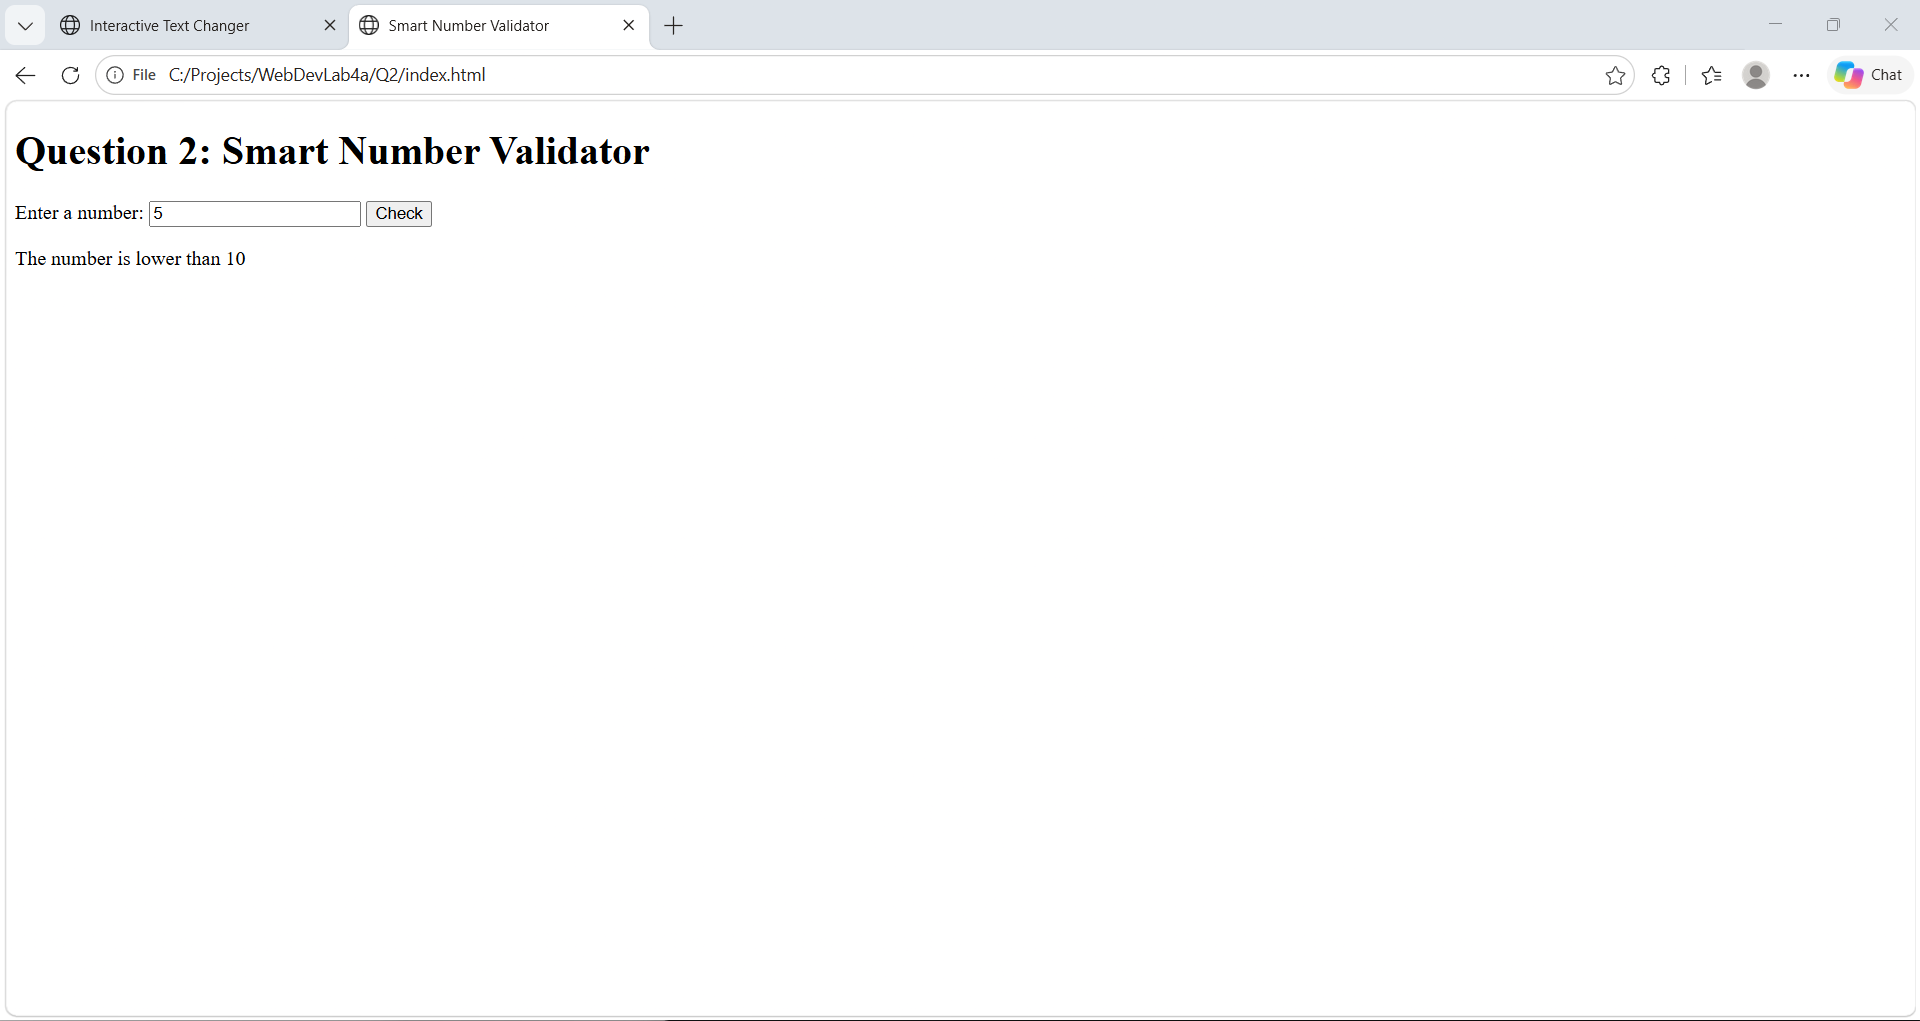 Interactive Text Changer
Smart Number Validator
File C:/Projects/WebDevLab4a/Q2/index.html
Chat
Question 2: Smart Number Validator
Enter a number: 5 Check
The number is lower than 10